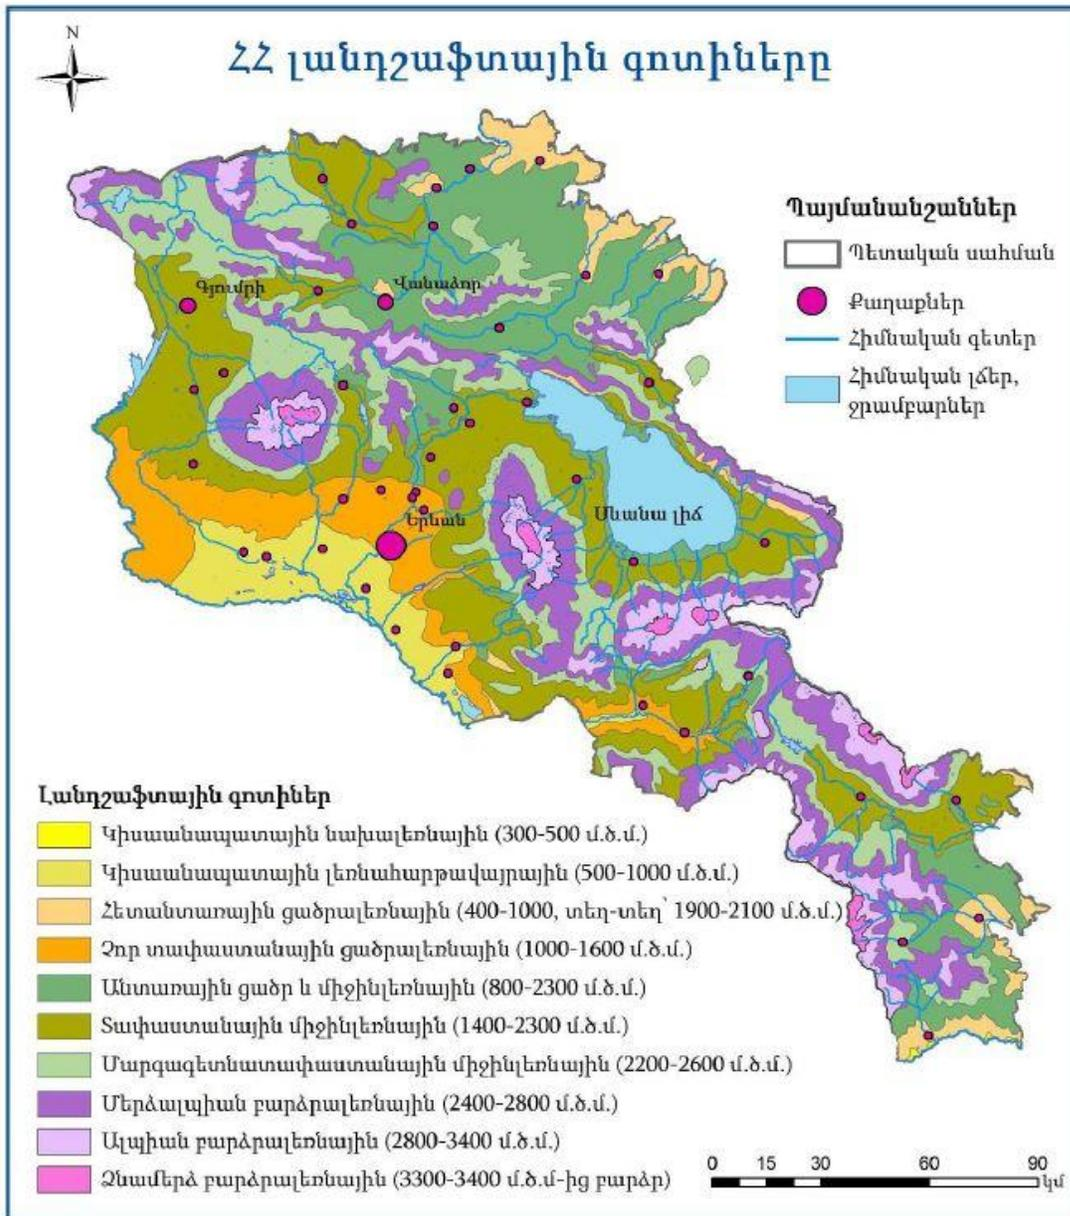 N
ՀՀ լանդշաֆտային գոտիները
Պայմանանշաններ
Պետական սահման
Քաղաքներ
Հիմնական գետեր
Հիմնական լճեր,
ջրամբարներ
Գյումրի
Վանաձոր
Երևան
Սևանա լիճ
Լանդշաֆտային գոտիներ
Կիսաանապատային նախալեռնային (300-500 մ.ծ.մ.)
Կիսաանապատային լեռնահարթավայրային (500-1000 մ.ծ.մ.)
Հետանտառային ցածրալեռնային (400-1000, տեղ-տեղ՝ 1900-2100 մ.ծ.մ.)
Չոր տափաստանային ցածրալեռնային (1000-1600 մ.ծ.մ.)
Անտառային ցածր և միջինլեռնային (800-2300 մ.ծ.մ.)
Տափաստանային միջինլեռնային (1400-2300 մ.ծ.մ.)
Մարգագետնատափաստանային միջինլեռնային (2200-2600 մ.ծ.մ.)
Մերձալպիան բարձրալեռնային (2400-2800 մ.ծ.մ.)
Ալպիան բարձրալեռնային (2800-3400 մ.ծ.մ.)
Ձնամերձ բարձրալեռնային (3300-3400 մ.ծ.մ-ից բարձր)
0 15 30 60 90
կմ